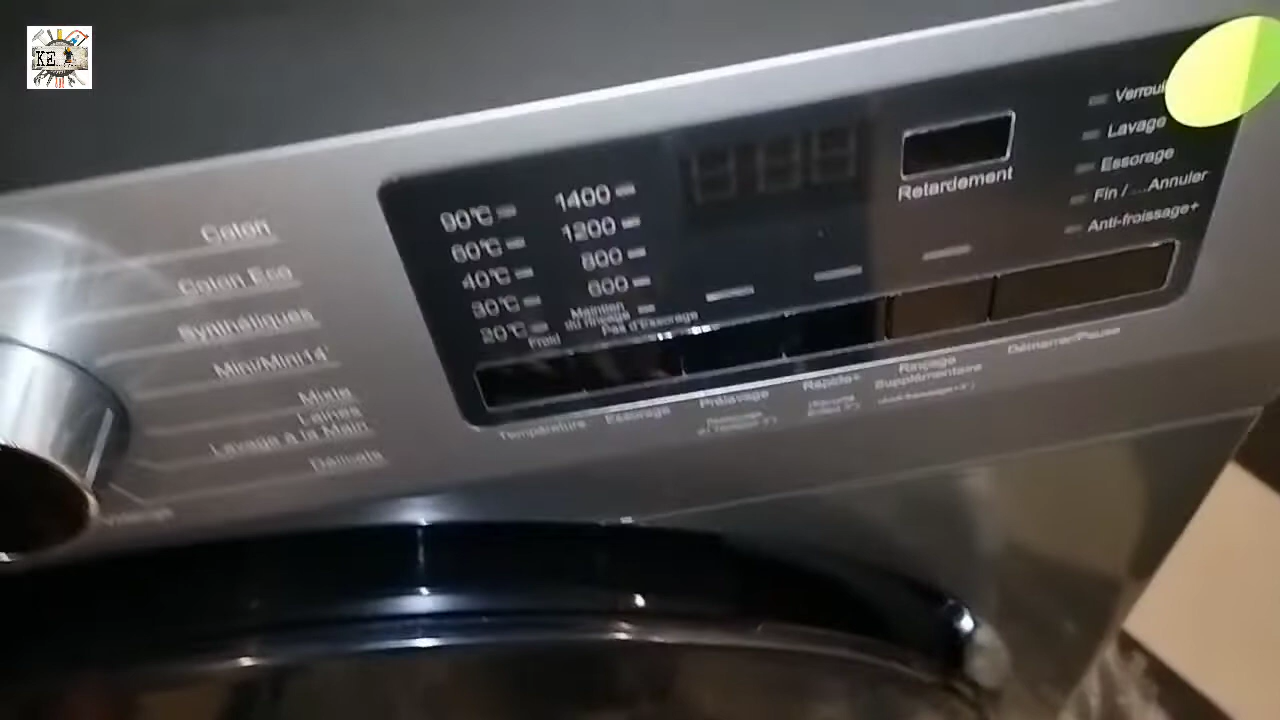 KE
Coton
Coton Eco
Synthétiques
Mini/Mini14'
Mixte
Laines
Lavage à la Main
Délicats
90°C
60°C
40°C
30°C
20°C
Froid
1400
1200
800
600
Maintien
du rinçage
Pas d'Essorage
Retardement
Verroui
Lavage
Essorage
Fin /....Annuler
Anti-froissage+
Température
Essorage
Prélavage
Rapide+
Rinçage
Supplémentaire
Démarrer/Pause